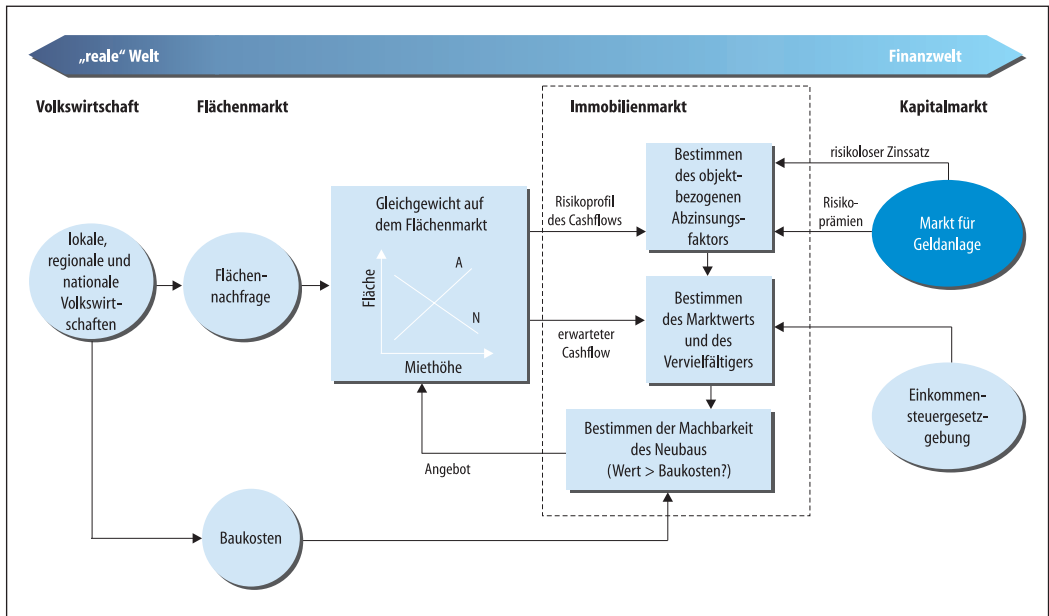 „reale“ Welt
Finanzwelt
Volkswirtschaft
Flächenmarkt
Immobilienmarkt
Kapitalmarkt
lokale,
regionale und
nationale
Volkswirt-
schaften
Flächen-
nachfrage
Gleichgewicht auf
dem Flächenmarkt
Fläche
A
N
Miethöhe
Risikoprofil
des Cashflows
erwarteter
Cashflow
Bestimmen
des objekt-
bezogenen
Abzinsungs-
faktors
risikoloser Zinssatz
Risiko-
prämien
Markt für
Geldanlage
Bestimmen
des Marktwerts
und des
Vervielfältigers
Einkommen-
steuergesetz-
gebung
Bestimmen der Machbarkeit
des Neubaus
(Wert > Baukosten?)
Angebot
Baukosten